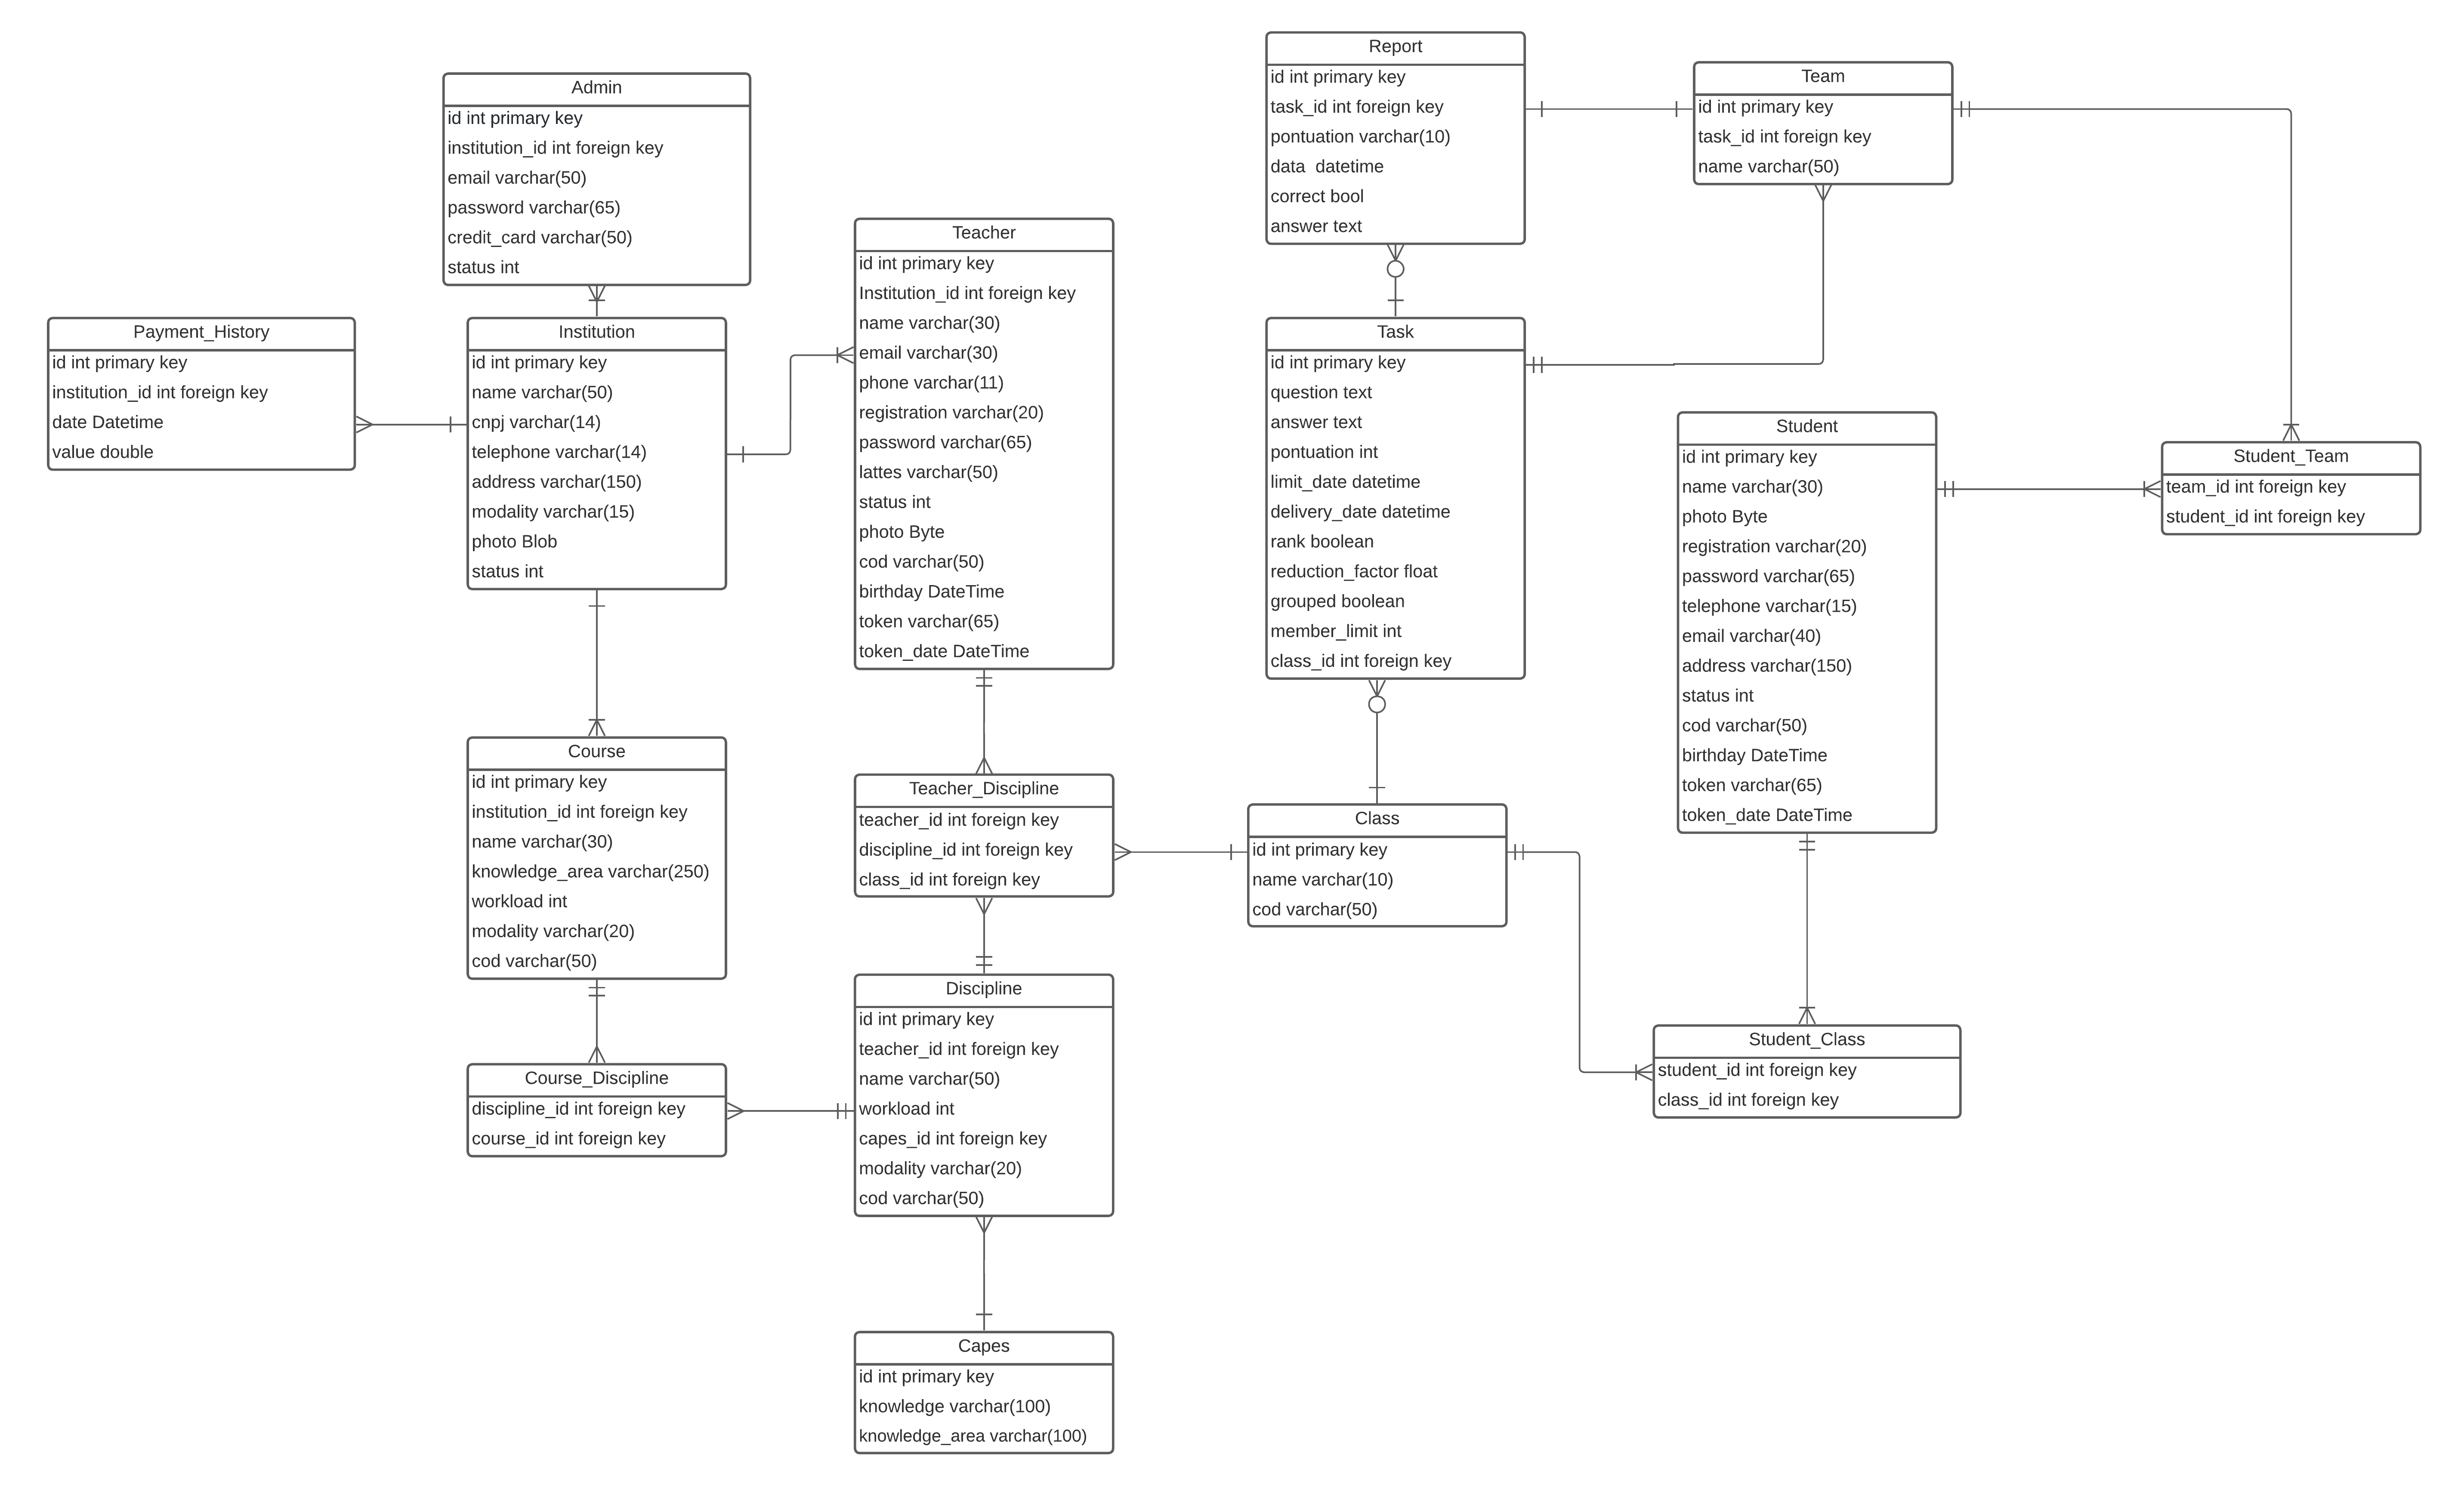 Report
id int primary key
task_id int foreign key
pontuation varchar(10)
data  datetime
correct bool
answer text
Team
id int primary key
task_id int foreign key
name varchar(50)
Admin
id int primary key
institution_id int foreign key
email varchar(50)
password varchar(65)
credit_card varchar(50)
status int
Teacher
id int primary key
Institution_id int foreign key
name varchar(30)
email varchar(30)
phone varchar(11)
registration varchar(20)
password varchar(65)
lattes varchar(50)
status int
photo Byte
cod varchar(50)
birthday DateTime
token varchar(65)
token_date DateTime
Payment_History
id int primary key
institution_id int foreign key
date Datetime
value double
Institution
id int primary key
name varchar(50)
cnpj varchar(14)
telephone varchar(14)
address varchar(150)
modality varchar(15)
photo Blob
status int
Task
id int primary key
question text
answer text
pontuation int
limit_date datetime
delivery_date datetime
rank boolean
reduction_factor float
grouped boolean
member_limit int
class_id int foreign key
Student
id int primary key
name varchar(30)
photo Byte
registration varchar(20)
password varchar(65)
telephone varchar(15)
email varchar(40)
address varchar(150)
status int
cod varchar(50)
birthday DateTime
token varchar(65)
token_date DateTime
Student_Team
team_id int foreign key
student_id int foreign key
Course
id int primary key
institution_id int foreign key
name varchar(30)
knowledge_area varchar(250)
workload int
modality varchar(20)
cod varchar(50)
Teacher_Discipline
teacher_id int foreign key
discipline_id int foreign key
class_id int foreign key
Class
id int primary key
name varchar(10)
cod varchar(50)
Discipline
id int primary key
teacher_id int foreign key
name varchar(50)
workload int
capes_id int foreign key
modality varchar(20)
cod varchar(50)
Student_Class
student_id int foreign key
class_id int foreign key
Course_Discipline
discipline_id int foreign key
course_id int foreign key
Capes
id int primary key
knowledge varchar(100)
knowledge_area varchar(100)